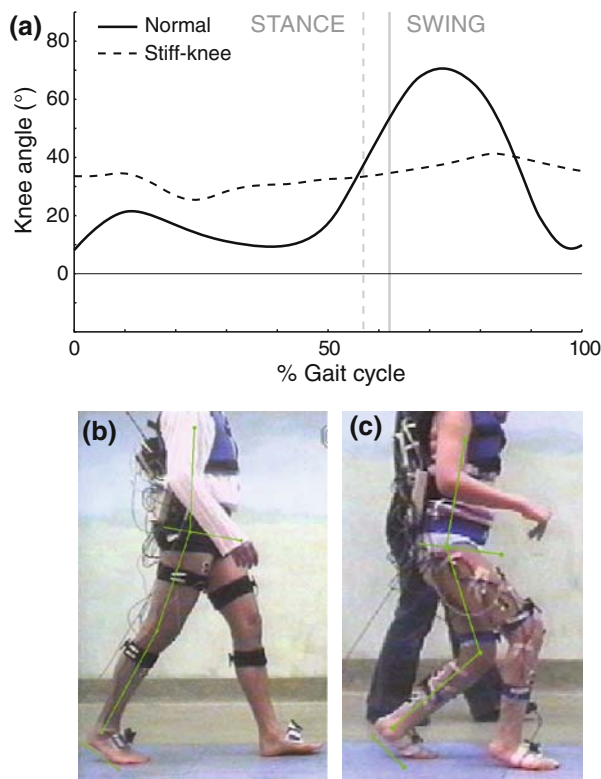 (a)
Normal
Stiff-knee
STANCE
SWING
Knee angle (°)
80
60
40
20
0
0
50
100
% Gait cycle
(b)
(c)